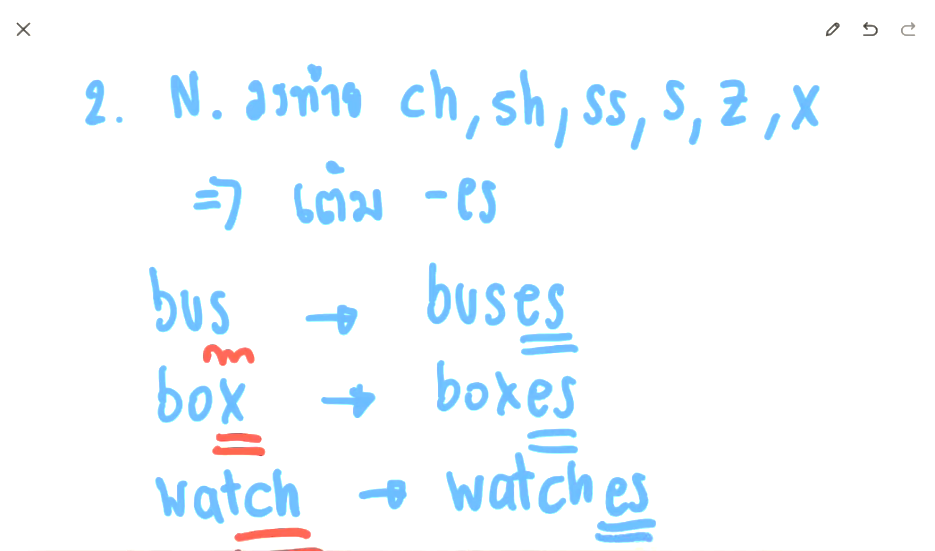 2. N. ลงท้าย ch, sh, ss, s, z, x
⇒ เติม -es
bus → buses
box → boxes
watch → watches